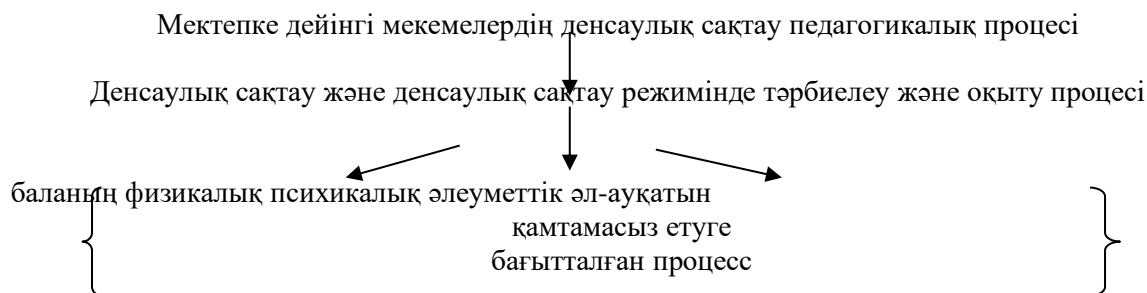 Мектепке дейінгі мекемелердің денсаулық сақтау педагогикалық процесі
Денсаулық сақтау және денсаулық сақтау режимінде тәрбиелеу және оқыту процесі
баланың физикалық психикалық әлеуметтік әл-ауқатын
қамтамасыз етуге
бағытталған процесс